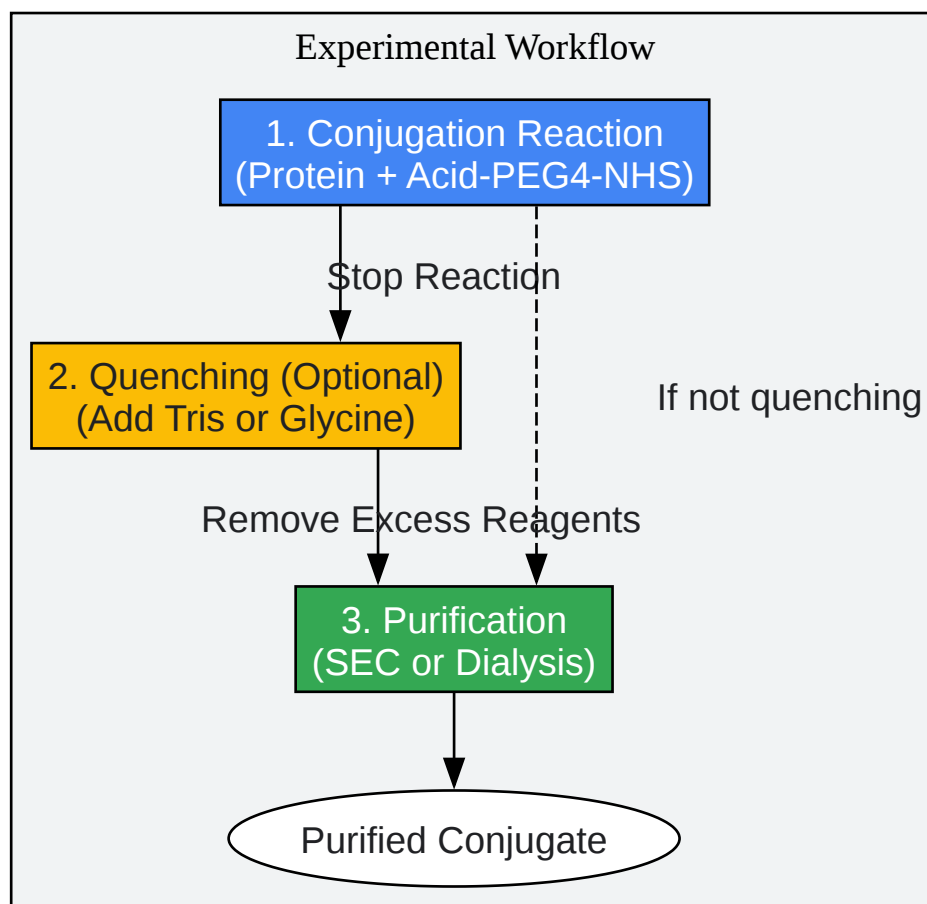 Experimental Workflow
1. Conjugation Reaction
(Protein + Acid-PEG4-NHS)
Stop Reaction
2. Quenching (Optional)
(Add Tris or Glycine)
If not quenching
Remove Excess Reagents
3. Purification
(SEC or Dialysis)
Purified Conjugate